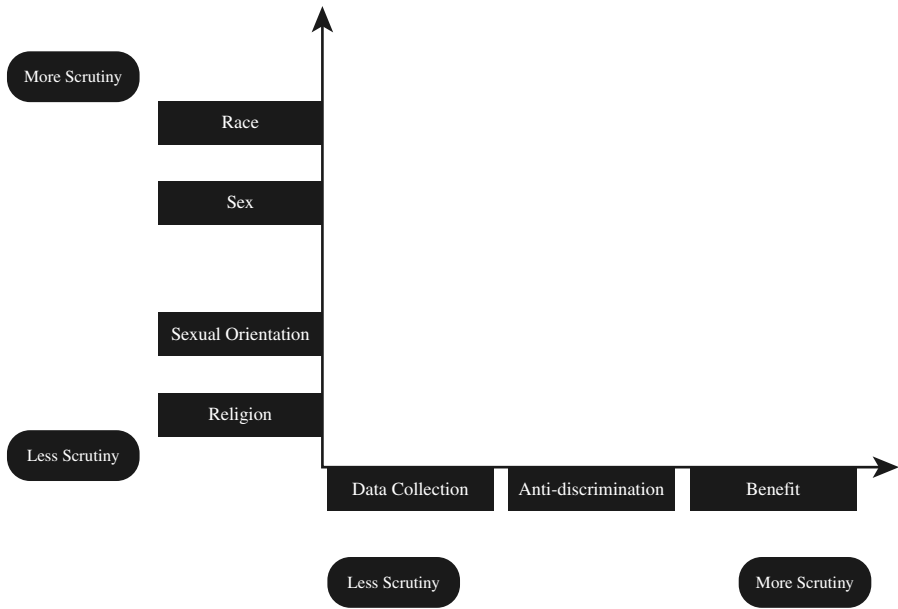 More Scrutiny
Race
Sex
Sexual Orientation
Religion
Less Scrutiny
Data Collection
Anti-discrimination
Benefit
Less Scrutiny
More Scrutiny